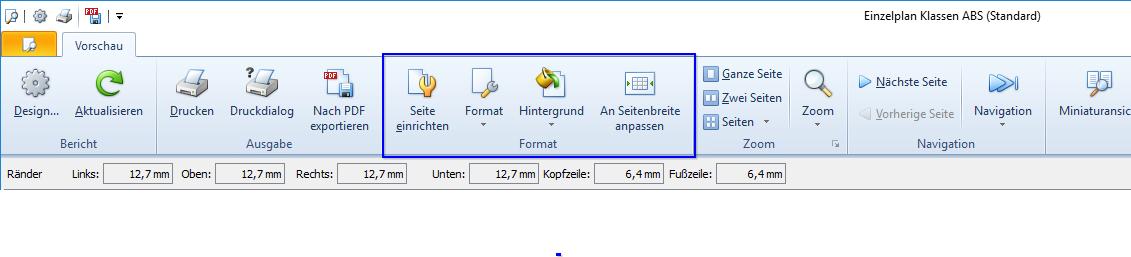 PDF
Einzelplan Klassen ABS (Standard)
Vorschau
Design...
Aktualisieren
Bericht
Drucken
?
Druckdialog
PDF
Nach PDF
exportieren
Ausgabe
Seite
einrichten
Format
Hintergrund
An Seitenbreite
anpassen
Format
Ganze Seite
Zwei Seiten
Seiten
Zoom
Zoom
Nächste Seite
Vorherige Seite
Navigation
Navigation
Miniaturansic
Ränder Links: 12,7 mm Oben: 12,7 mm Rechts: 12,7 mm Unten: 12,7 mm Kopfzeile: 6,4 mm Fußzeile: 6,4 mm